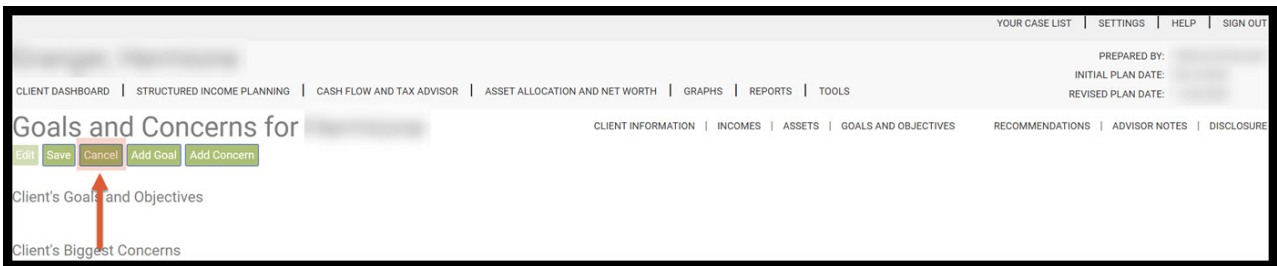 YOUR CASE LIST | SETTINGS | HELP | SIGN OUT
PREPARED BY:
INITIAL PLAN DATE:
REVISED PLAN DATE:
CLIENT DASHBOARD | STRUCTURED INCOME PLANNING | CASH FLOW AND TAX ADVISOR | ASSET ALLOCATION AND NET WORTH | GRAPHS | REPORTS | TOOLS
Goals and Concerns for
CLIENT INFORMATION | INCOMES | ASSETS | GOALS AND OBJECTIVES RECOMMENDATIONS | ADVISOR NOTES | DISCLOSURE
Edit Save Cancel Add Goal Add Concern
Client's Goals and Objectives
Client's Biggest Concerns